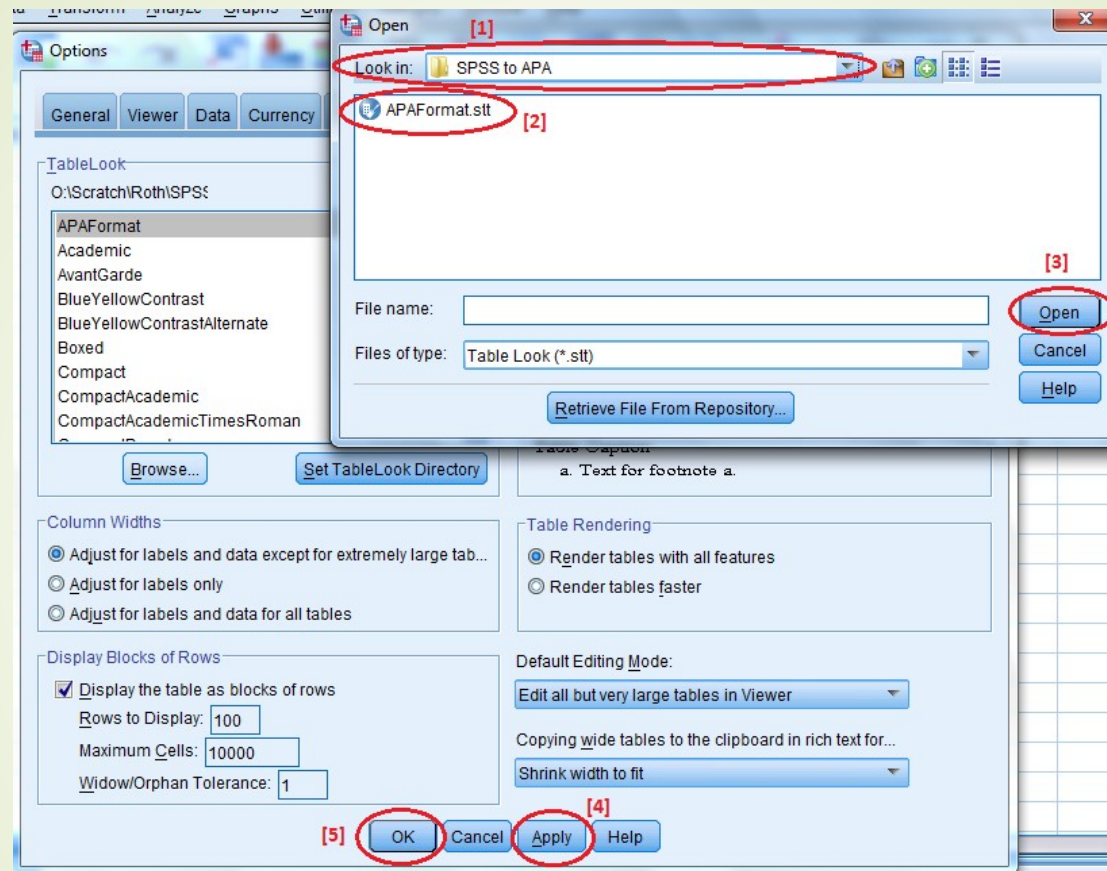 Transform Analyze Graphs
Open
[1]
Options
Look in: SPSS to APA
APAFormat.stt
[2]
General Viewer Data Currency
TableLook
O:\Scratch\Roth\SPSS
APAFormat
Academic
AvantGarde
BlueYellowContrast
BlueYellowContrastAlternate
Boxed
Compact
CompactAcademic
CompactAcademicTimesRoman
[3]
File name:
Open
Files of type: Table Look (*.stt)
Cancel
Help
Retrieve File From Repository...
Table Caption
a. Text for footnote a.
Browse...
Set TableLook Directory
Column Widths
Adjust for labels and data except for extremely large tab...
Adjust for labels only
Adjust for labels and data for all tables
Table Rendering
Render tables with all features
Render tables faster
Display Blocks of Rows
Display the table as blocks of rows
Rows to Display: 100
Maximum Cells: 10000
Widow/Orphan Tolerance: 1
Default Editing Mode:
Edit all but very large tables in Viewer
Copying wide tables to the clipboard in rich text for...
Shrink width to fit
[4]
[5]
OK Cancel Apply Help